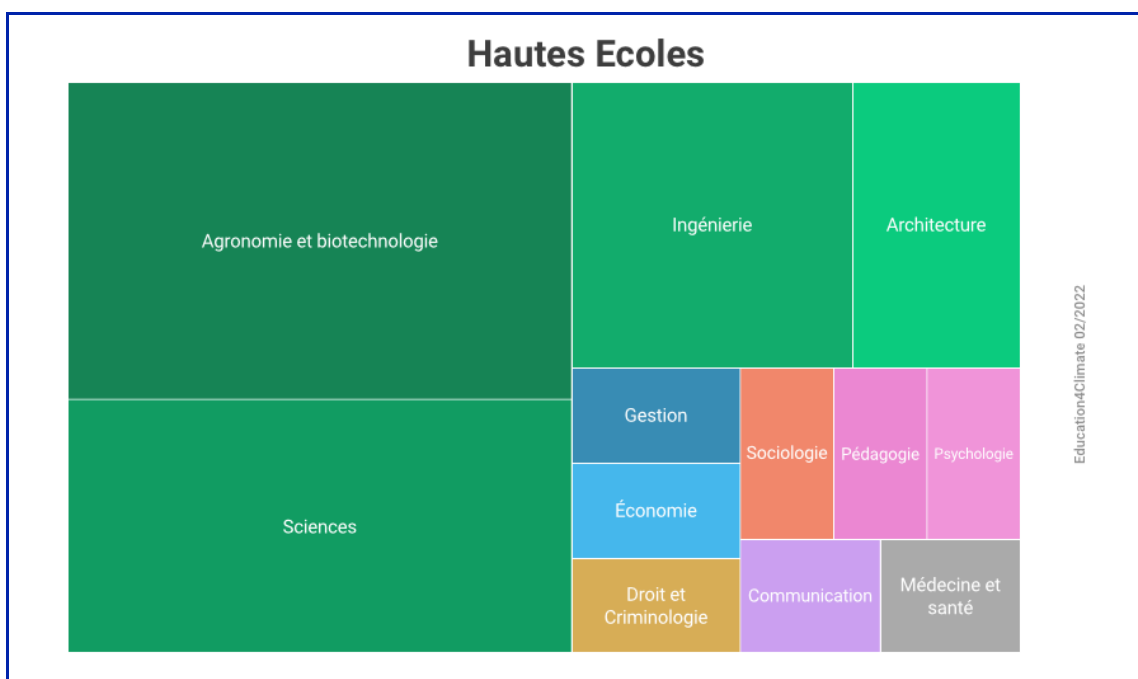 Hautes Ecoles
Agronomie et biotechnologie
Ingénierie
Architecture
Sciences
Gestion
Économie
Droit et
Criminologie
Sociologie
Pédagogie
Psychologie
Communication
Médecine et
santé
Education4Climate 02/2022